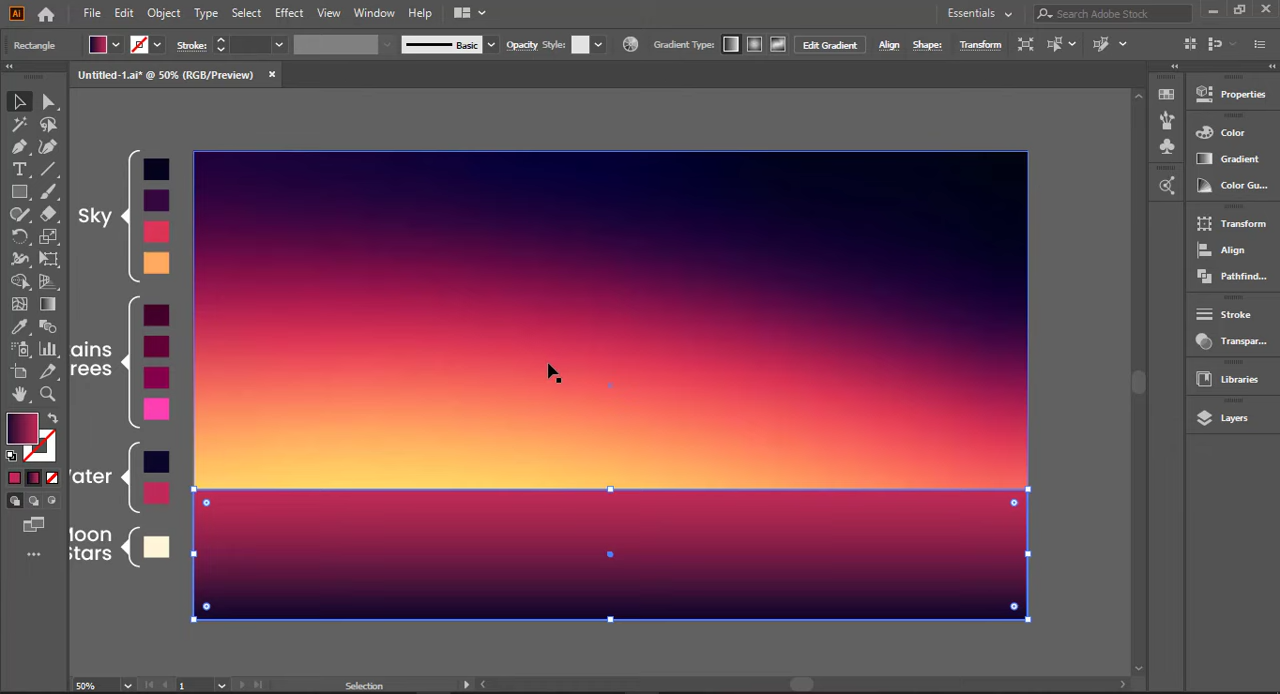 Ai File Edit Object Type Select Effect View Window Help Essentials Search Adobe Stock
Rectangle Stroke: Basic Opacity Style: Gradient Type: Edit Gradient Align Shape: Transform
Untitled-1.ai* @ 50% (RGB/Preview) ×
Properties
Color
Gradient
Color Gu...
Transform
Align
Pathfind...
Stroke
Transpar...
Libraries
Layers
Sky
ains
rees
ater
Moon
Stars
50% 1 Selection